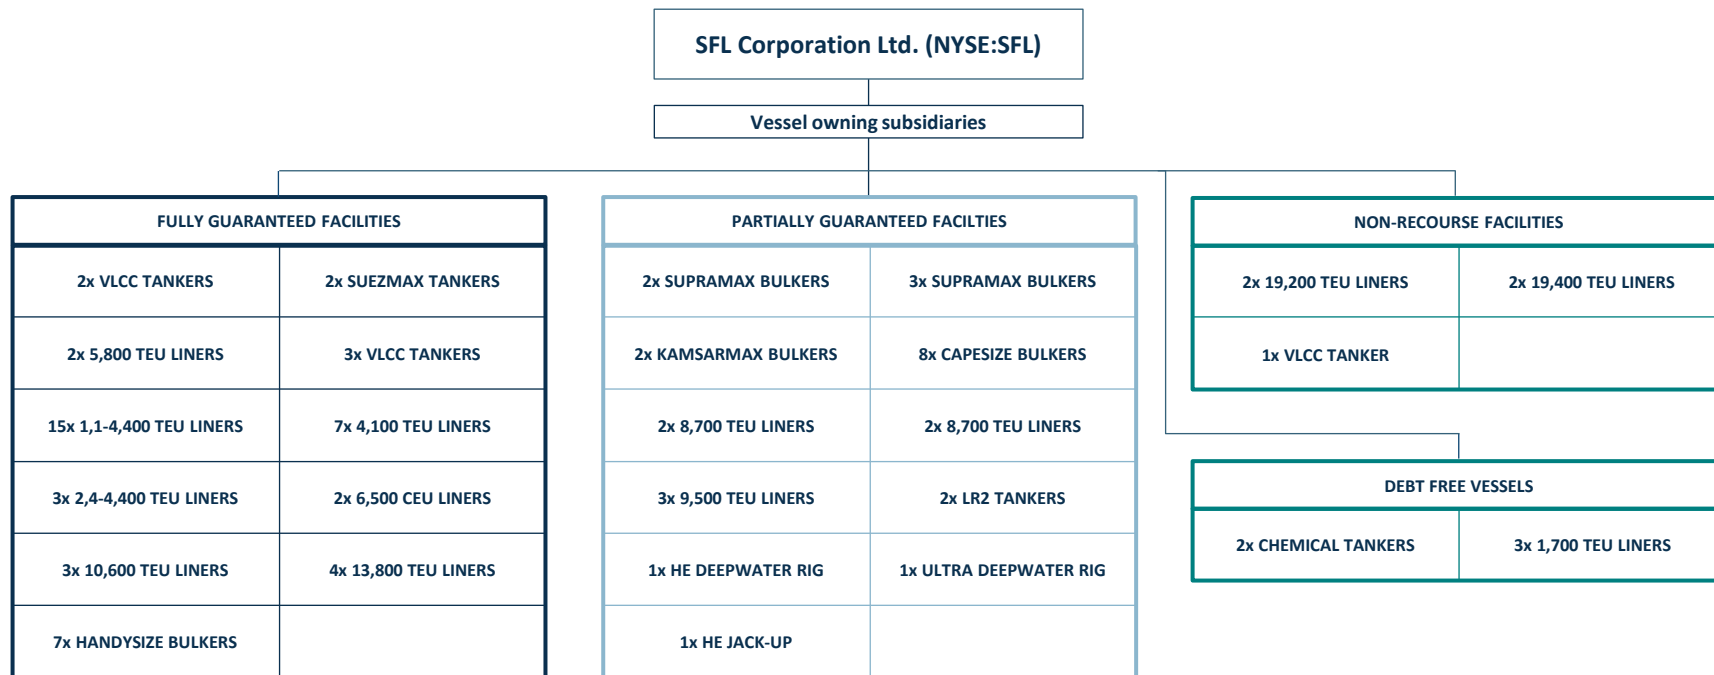 SFL Corporation Ltd. (NYSE:SFL)
Vessel owning subsidiaries
FULLY GUARANTEED FACILITIES
2x VLCC TANKERS
2x SUEZMAX TANKERS
2x 5,800 TEU LINERS
3x VLCC TANKERS
15x 1,1-4,400 TEU LINERS
7x 4,100 TEU LINERS
3x 2,4-4,400 TEU LINERS
2x 6,500 CEU LINERS
3x 10,600 TEU LINERS
4x 13,800 TEU LINERS
7x HANDYSIZE BULKERS
PARTIALLY GUARANTEED FACILTIES
2x SUPRAMAX BULKERS
3x SUPRAMAX BULKERS
2x KAMSARMAX BULKERS
8x CAPESIZE BULKERS
2x 8,700 TEU LINERS
2x 8,700 TEU LINERS
3x 9,500 TEU LINERS
2x LR2 TANKERS
1x HE DEEPWATER RIG
1x ULTRA DEEPWATER RIG
1x HE JACK-UP
NON-RECOURSE FACILITIES
2x 19,200 TEU LINERS
2x 19,400 TEU LINERS
1x VLCC TANKER
DEBT FREE VESSELS
2x CHEMICAL TANKERS
3x 1,700 TEU LINERS